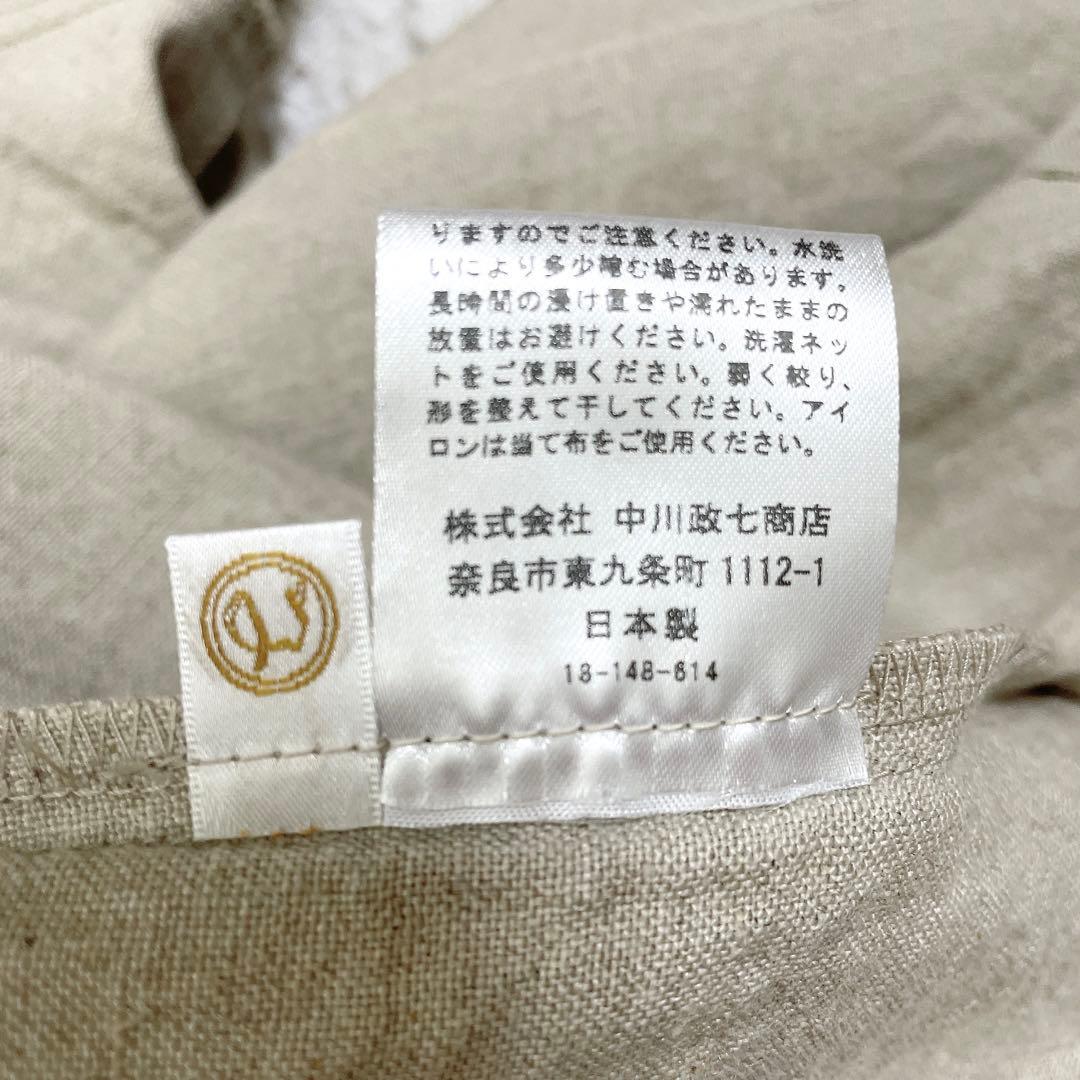 りますのでご注意ください。水洗
いにより多少縮む場合があります。
長時間の浸け置きや濡れたままの
放置はお避けください。洗濯ネッ
トをご使用ください。弱く絞り、
形を整えて干してください。アイ
ロンは当て布をご使用ください。
株式会社 中川政七商店
奈良市東九条町1112-1
日本製
13-148-614